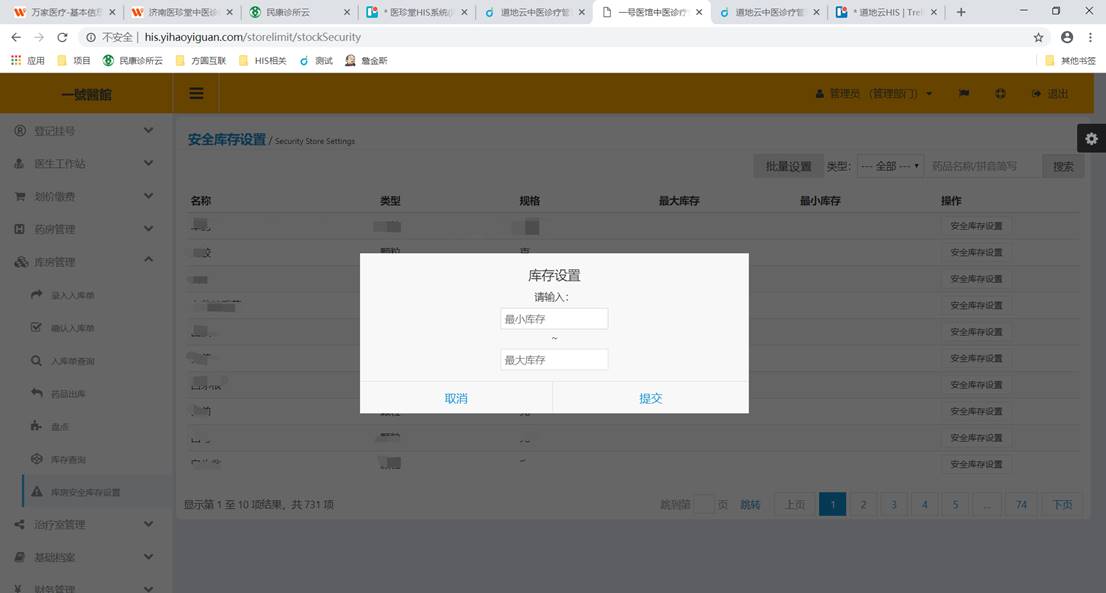 万家医疗-基本信息
济南医珍堂中医诊
民康诊所云
* 医珍堂HIS系统(
道地云中医诊疗管
一号医馆中医诊疗
道地云中医诊疗管
* 道地云HIS | Trell
不安全 | his.yihaoyiguan.com/storelimit/stockSecurity
应用 项目 民康诊所云 方圆互联 HIS相关 测试 詹金斯 其他书签
一號醫館 管理员 （管理部门） 退出
登记挂号
医生工作站
划价缴费
药房管理
库房管理
录入入库单
确认入库单
入库单查询
药品出库
盘点
库存查询
库房安全库存设置
治疗室管理
基础档案
财务管理
安全库存设置 / Security Store Settings
批量设置 类型: --- 全部 --- 药品名称/拼音简写 搜索
名称 类型 规格 最大库存 最小库存 操作
安全库存设置
颗粒 克 安全库存设置
安全库存设置
安全库存设置
安全库存设置
安全库存设置
安全库存设置
安全库存设置
安全库存设置
安全库存设置
库存设置
请输入：
最小库存
~
最大库存
取消 提交
显示第 1 至 10 项结果，共 731 项 跳到第 页 跳转 上页 1 2 3 4 5 ... 74 下页